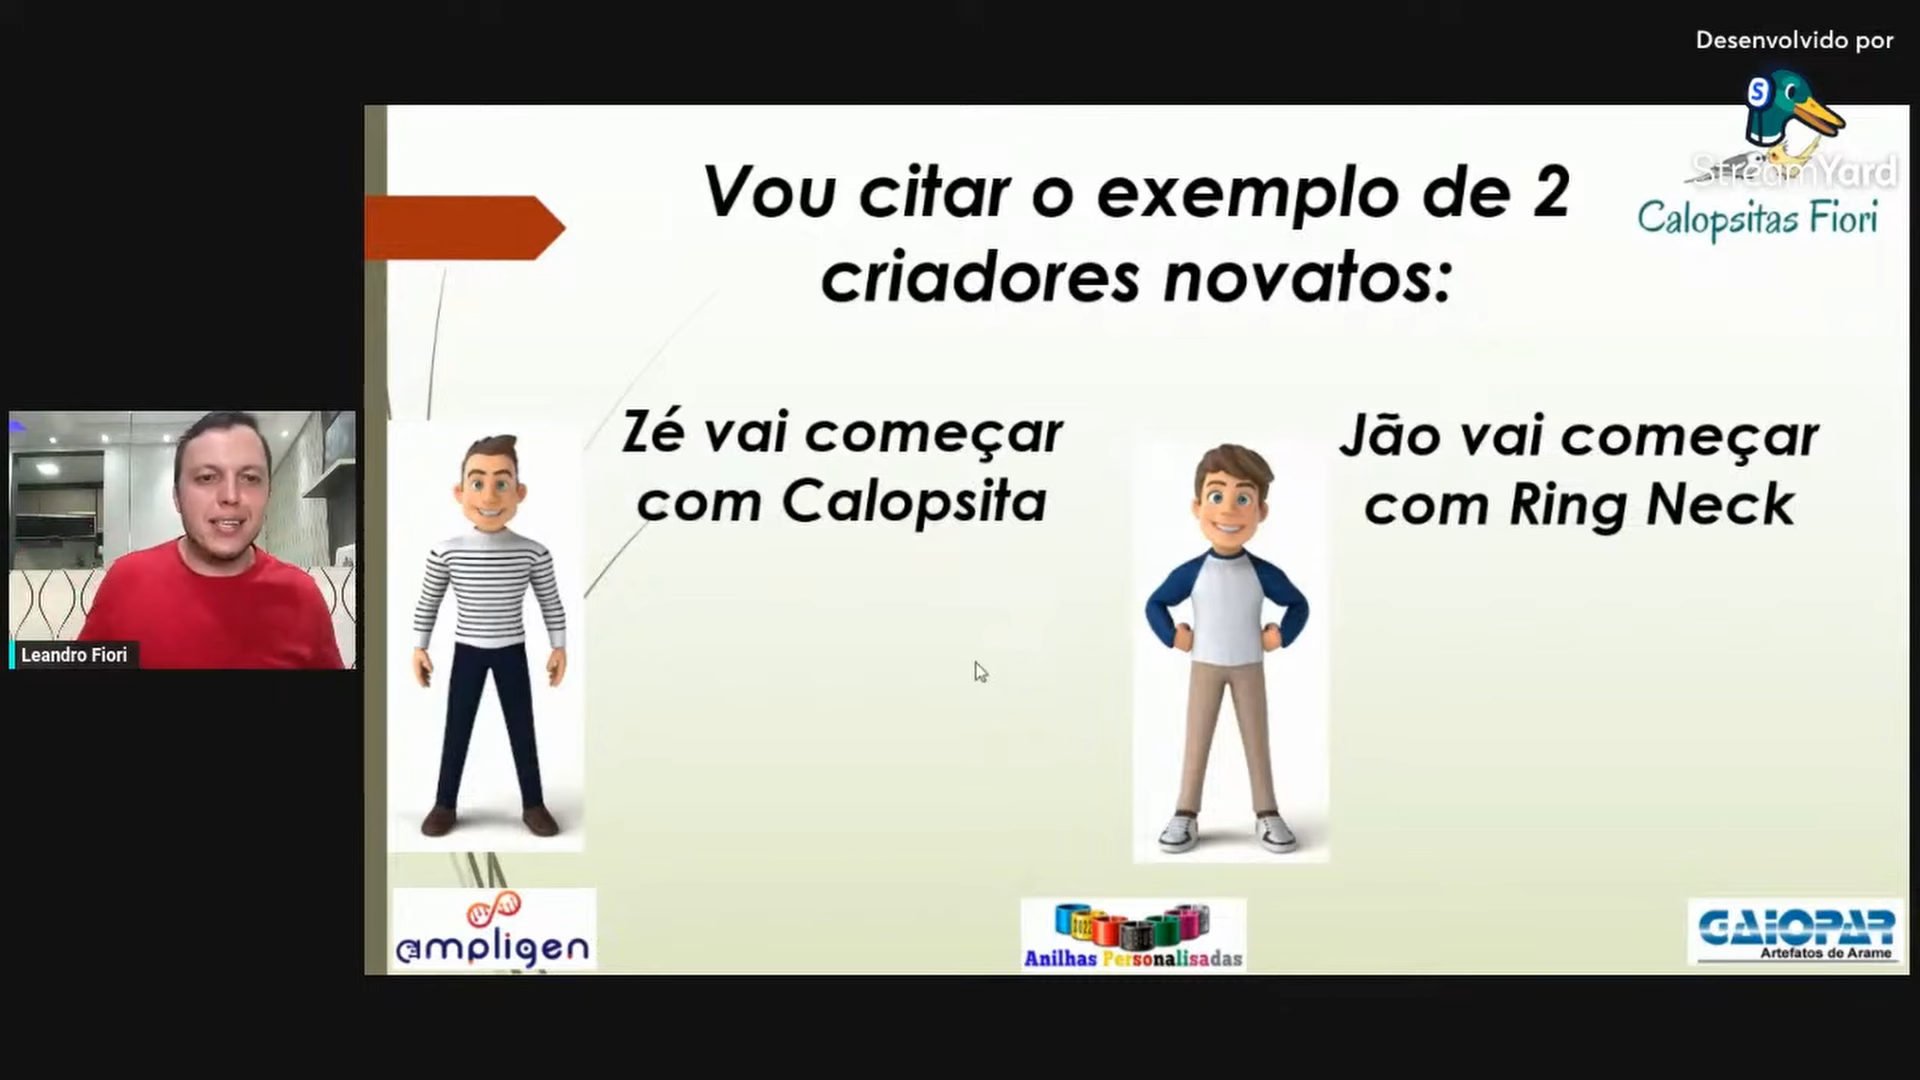 Desenvolvido por
S
StreamYard
Calopsitas Fiori
Vou citar o exemplo de 2
criadores novatos:
Zé vai começar
com Calopsita
Jão vai começar
com Ring Neck
Leandro Fiori
ampligen
2022
Anilhas Personalisadas
GAIOPAR
Artefatos de Arame